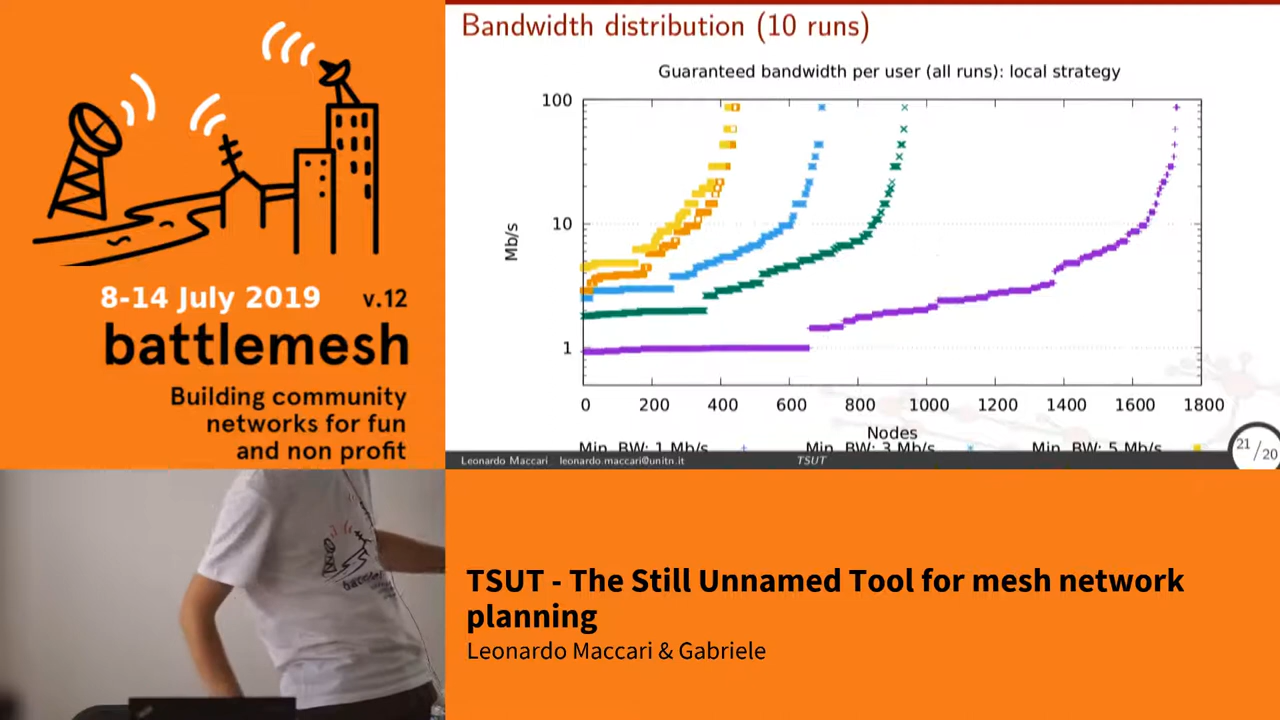 8-14 July 2019 v.12
battlemesh
Building community
networks for fun
and non profit
Bandwidth distribution (10 runs)
Guaranteed bandwidth per user (all runs): local strategy
100
10
1
Mb/s
0 200 400 600 800 1000 1200 1400 1600 1800
Nodes
Min. BW: 1 Mb/s Min. BW: 3 Mb/s Min. BW: 5 Mb/s
Leonardo Maccari leonardo.maccari@unitn.it TSUT 21/20
TSUT - The Still Unnamed Tool for mesh network
planning
Leonardo Maccari & Gabriele